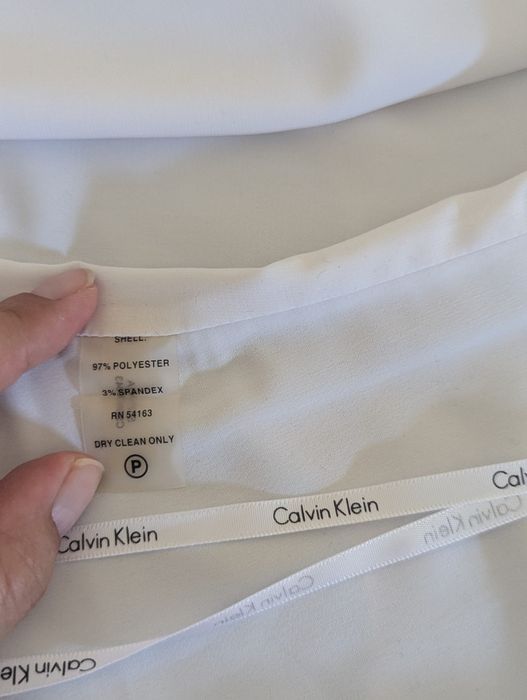 SHELL:
97% POLYESTER
3% SPANDEX
RN 54163
DRY CLEAN ONLY
P
Calvin Klein
Calvin Klein
Cal
Calvin Klein
Calvin Klein
Calvin Klein